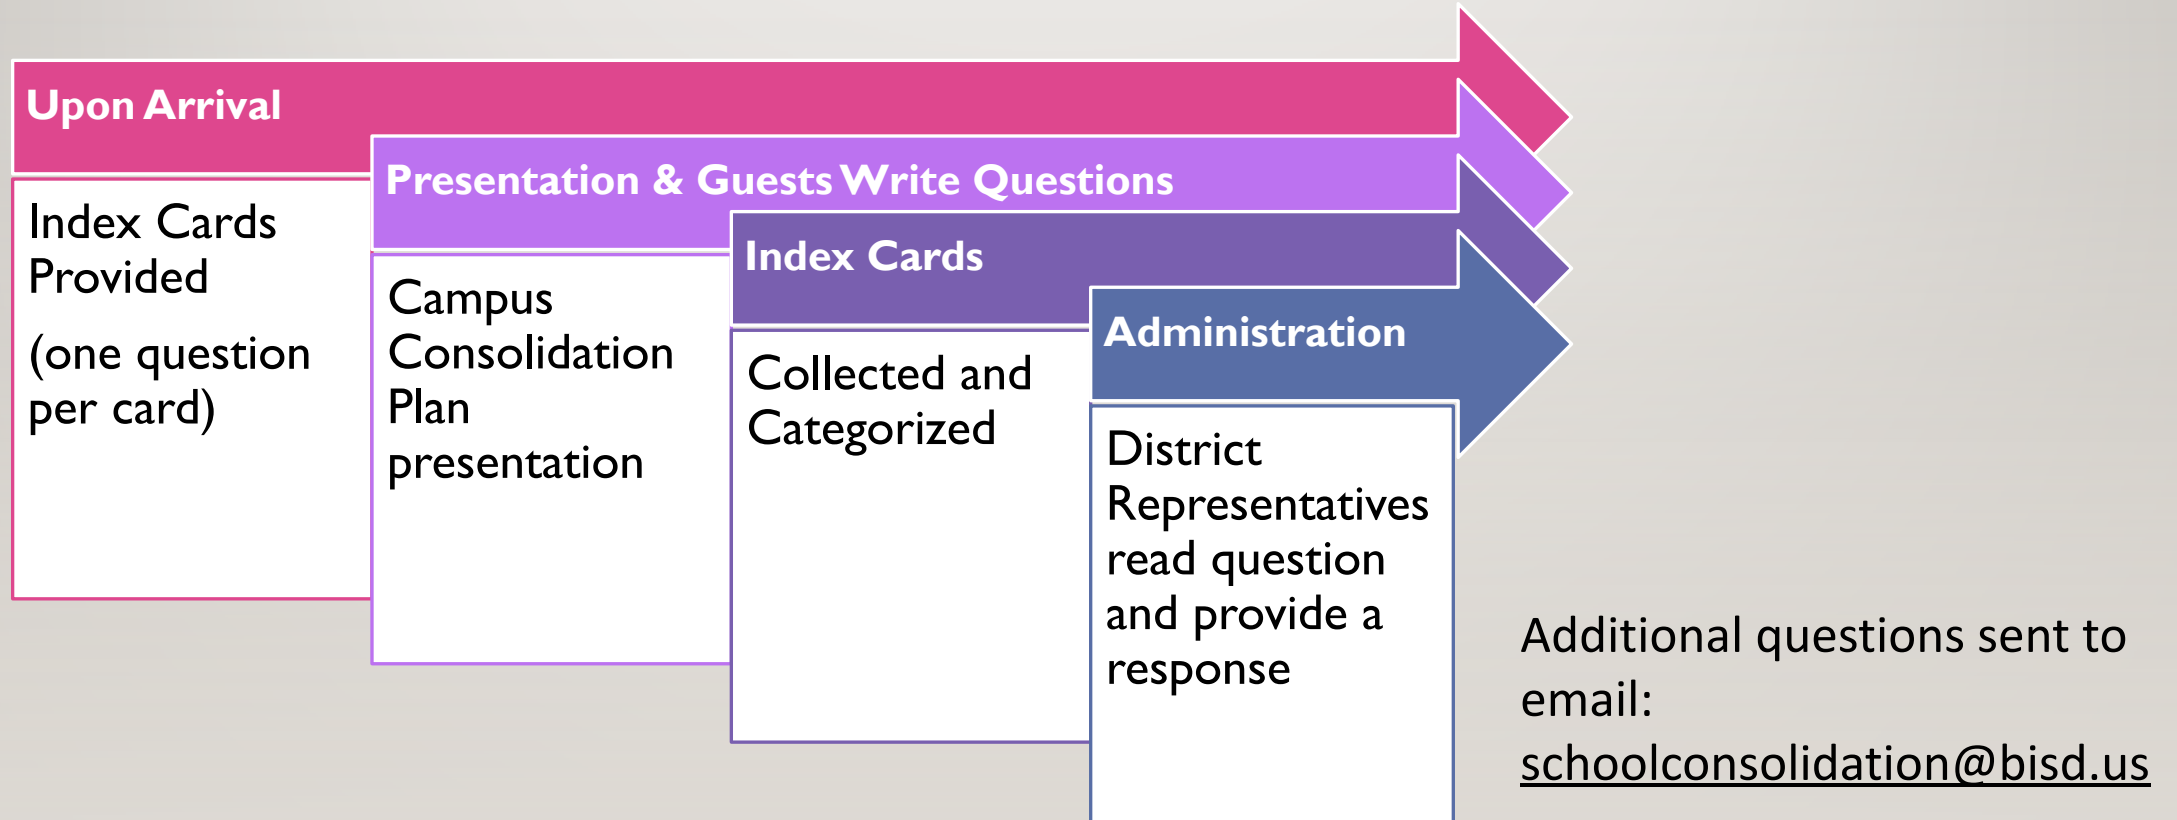 Upon Arrival
Index Cards
Provided
(one question
per card)
Presentation & Guests Write Questions
Campus
Consolidation
Plan
presentation
Index Cards
Collected and
Categorized
Administration
District
Representatives
read question
and provide a
response
Additional questions sent to
email:
schoolconsolidation@bisd.us